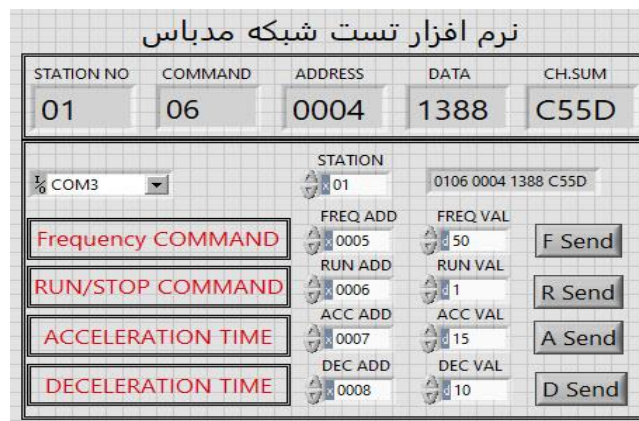 نرم افزار تست شبکه مدباس
STATION NO COMMAND ADDRESS DATA CH.SUM
01 06 0004 1388 C55D
STATION
I/O COM3 x 01 0106 0004 1388 C55D
FREQ ADD FREQ VAL
Frequency COMMAND x 0005 d 50 F Send
RUN ADD RUN VAL
RUN/STOP COMMAND x 0006 d 1 R Send
ACC ADD ACC VAL
ACCELERATION TIME x 0007 d 15 A Send
DEC ADD DEC VAL
DECELERATION TIME x 0008 d 10 D Send